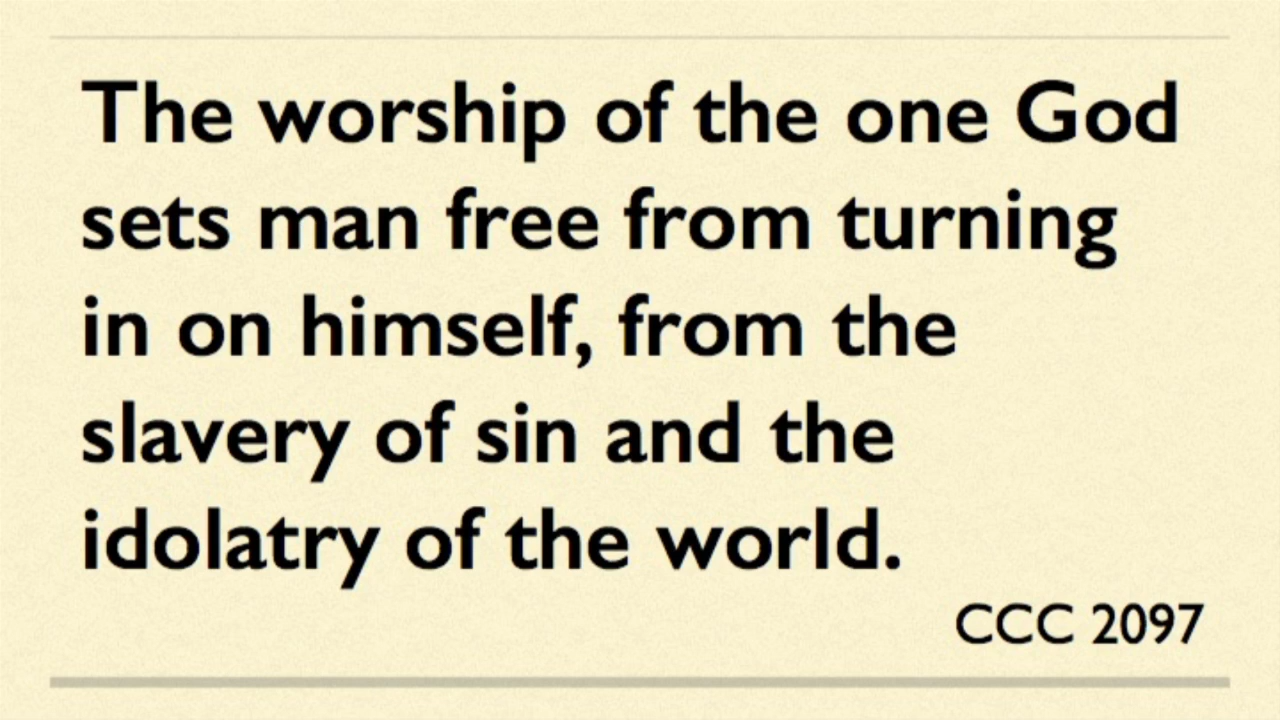 The worship of the one God
sets man free from turning
in on himself, from the
slavery of sin and the
idolatry of the world.
CCC 2097